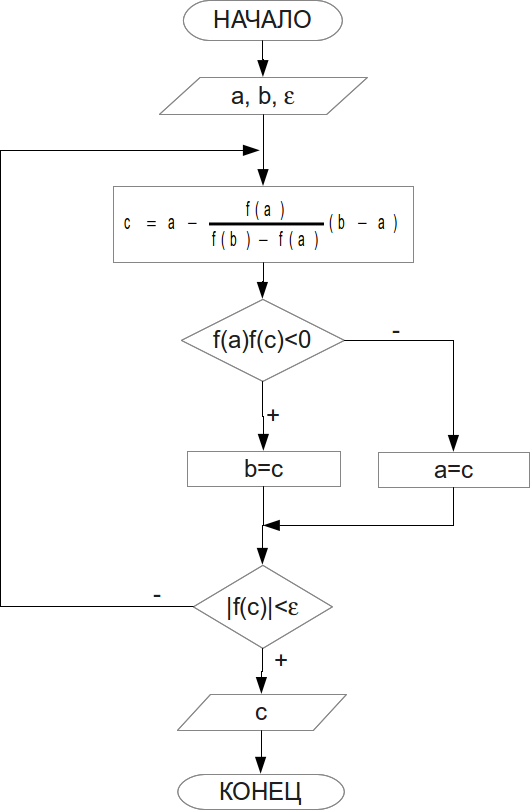 НАЧАЛО
a, b, ε
c = a − f(a) / f(b) − f(a) (b − a)
f(a)f(c)<0
-
+
b=c
a=c
|f(c)|<ε
-
+
c
КОНЕЦ